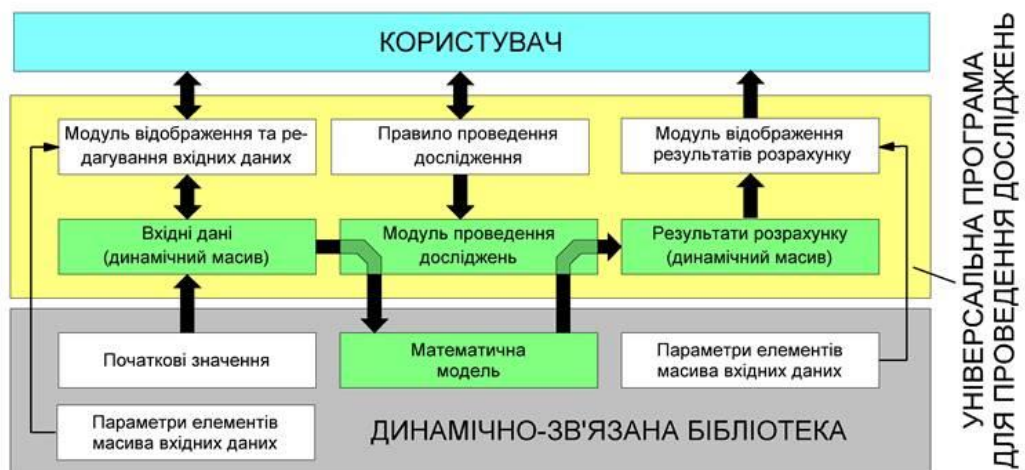 КОРИСТУВАЧ
Модуль відображення та ре-
дагування вхідних даних
Правило проведення
дослідження
Модуль відображення
результатів розрахунку
Вхідні дані
(динамічний масив)
Модуль проведення
досліджень
Результати розрахунку
(динамічний масив)
Початкові значення
Математична
модель
Параметри елементів
масива вхідних даних
Параметри елементів
масива вхідних даних
ДИНАМІЧНО-ЗВ'ЯЗАНА БІБЛІОТЕКА
УНІВЕРСАЛЬНА ПРОГРАМА
ДЛЯ ПРОВЕДЕННЯ ДОСЛІДЖЕНЬ